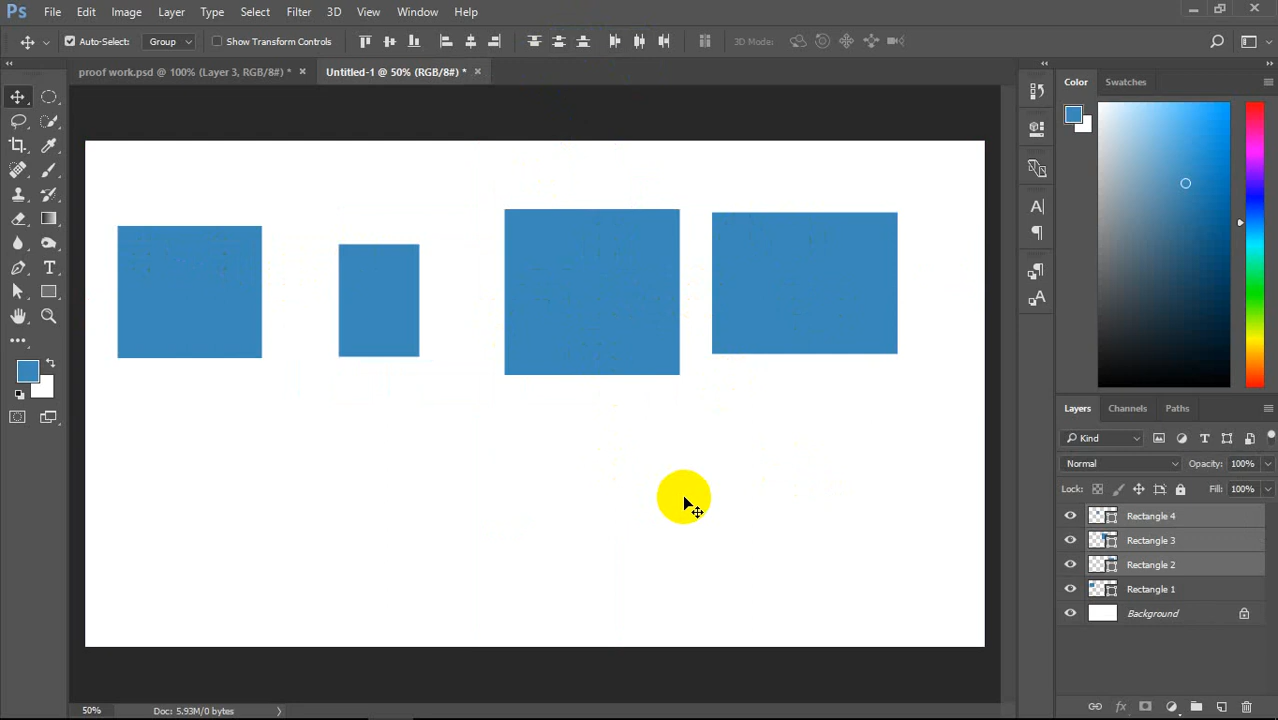 Ps File Edit Image Layer Type Select Filter 3D View Window Help
Auto-Select: Group Show Transform Controls 3D Mode:
proof work.psd @ 100% (Layer 3, RGB/8#) * × Untitled-1 @ 50% (RGB/8#) * ×
Color Swatches
Layers Channels Paths
Kind
Normal Opacity: 100%
Lock: Fill: 100%
Rectangle 4
Rectangle 3
Rectangle 2
Rectangle 1
Background
50% Doc: 5.93M/0 bytes